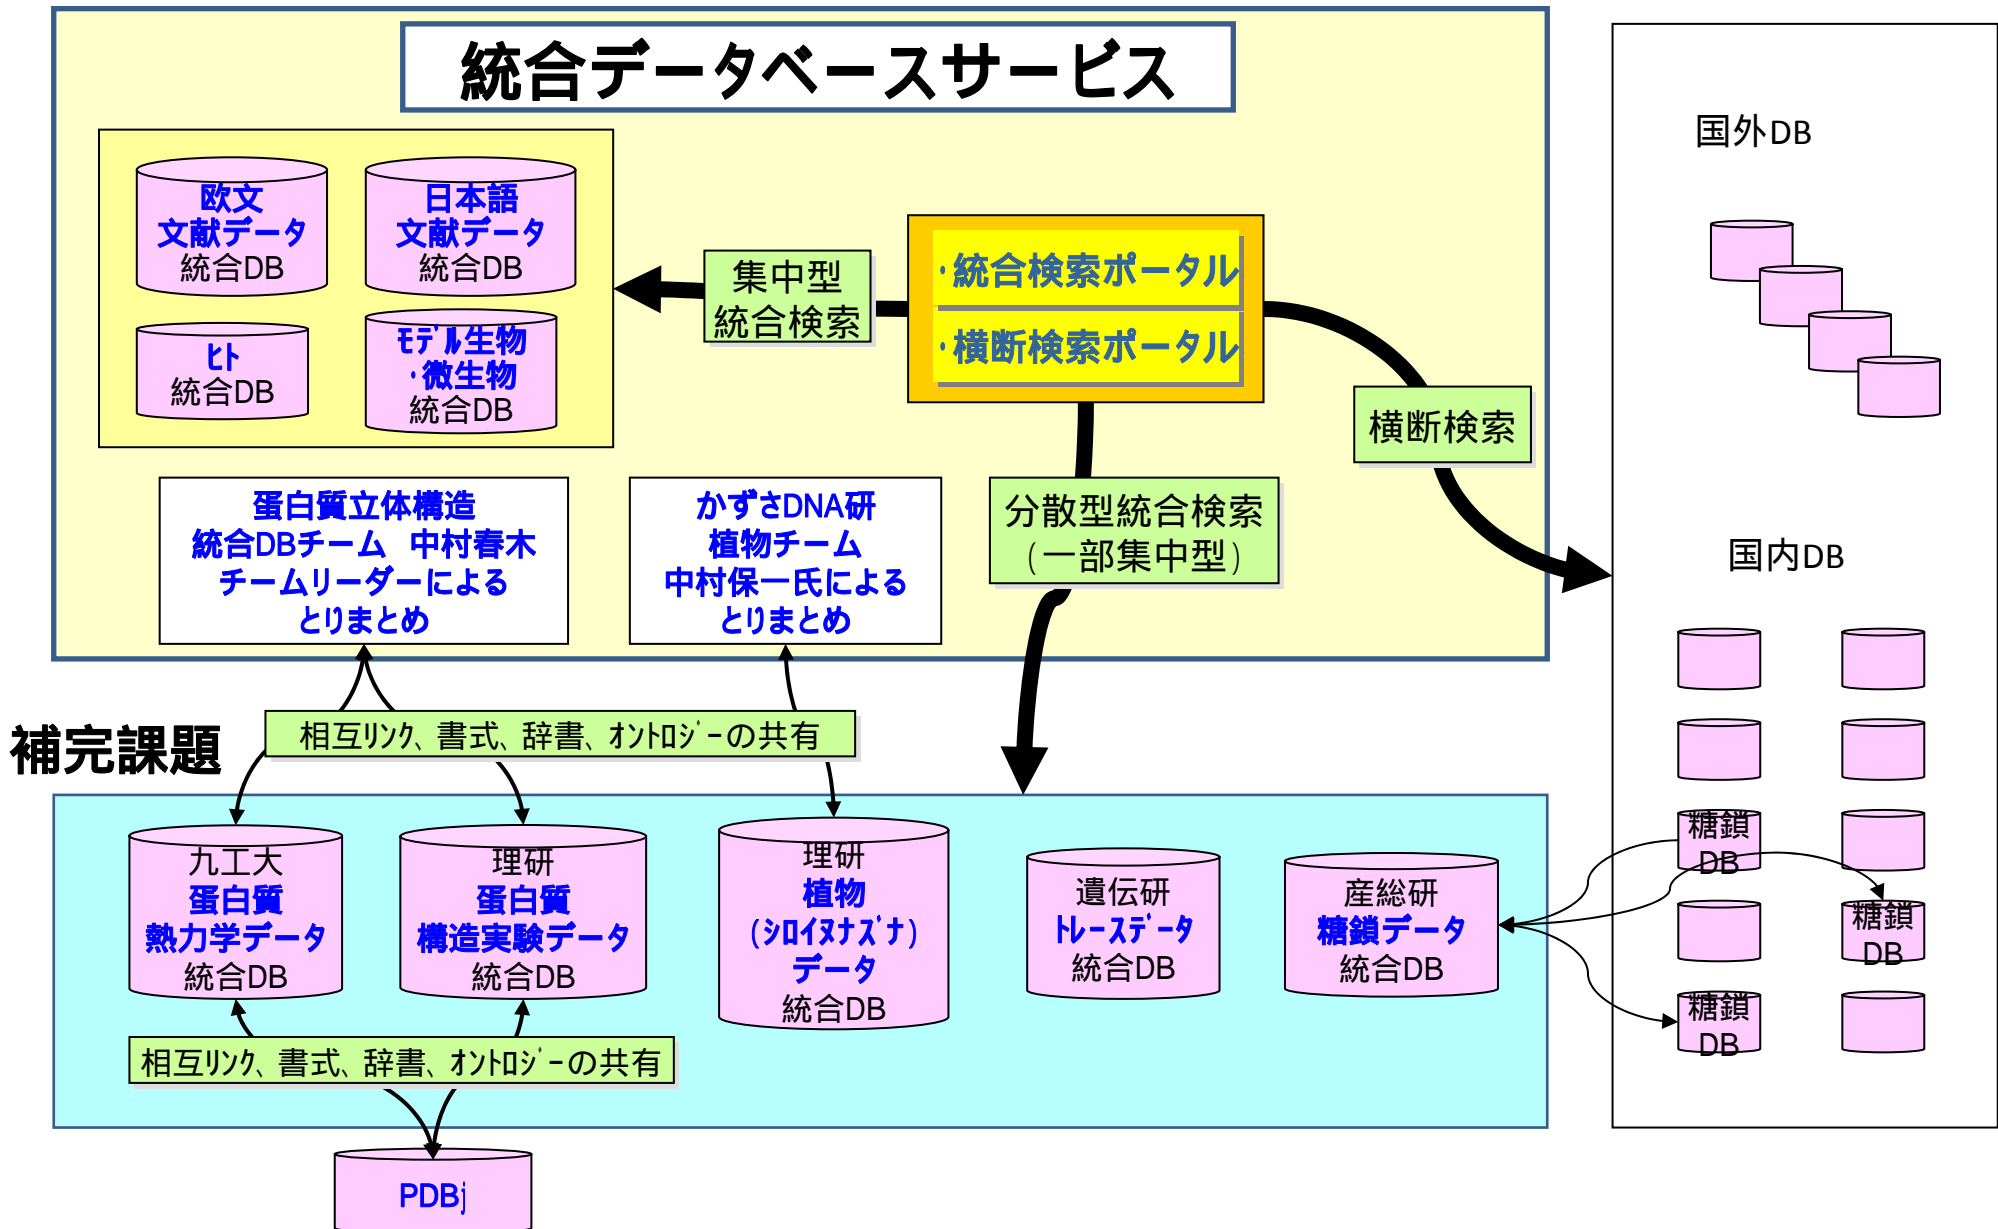 統合データベースサービス
欧文
文献データ
統合DB
日本語
文献データ
統合DB
ヒト
統合DB
モデル生物
・微生物
統合DB
集中型
統合検索
・統合検索ポータル
・横断検索ポータル
横断検索
分散型統合検索
(一部集中型)
蛋白質立体構造
統合DBチーム 中村春木
チームリーダーによる
とりまとめ
かずさDNA研
植物チーム
中村保一氏による
とりまとめ
国外DB
国内DB
糖鎖
DB
糖鎖
DB
糖鎖
DB
補完課題
相互リンク、書式、辞書、オントロジーの共有
九工大
蛋白質
熱力学データ
統合DB
理研
蛋白質
構造実験データ
統合DB
理研
植物
(シロイヌナズナ)
データ
統合DB
遺伝研
トレースデータ
統合DB
産総研
糖鎖データ
統合DB
相互リンク、書式、辞書、オントロジーの共有
PDBj